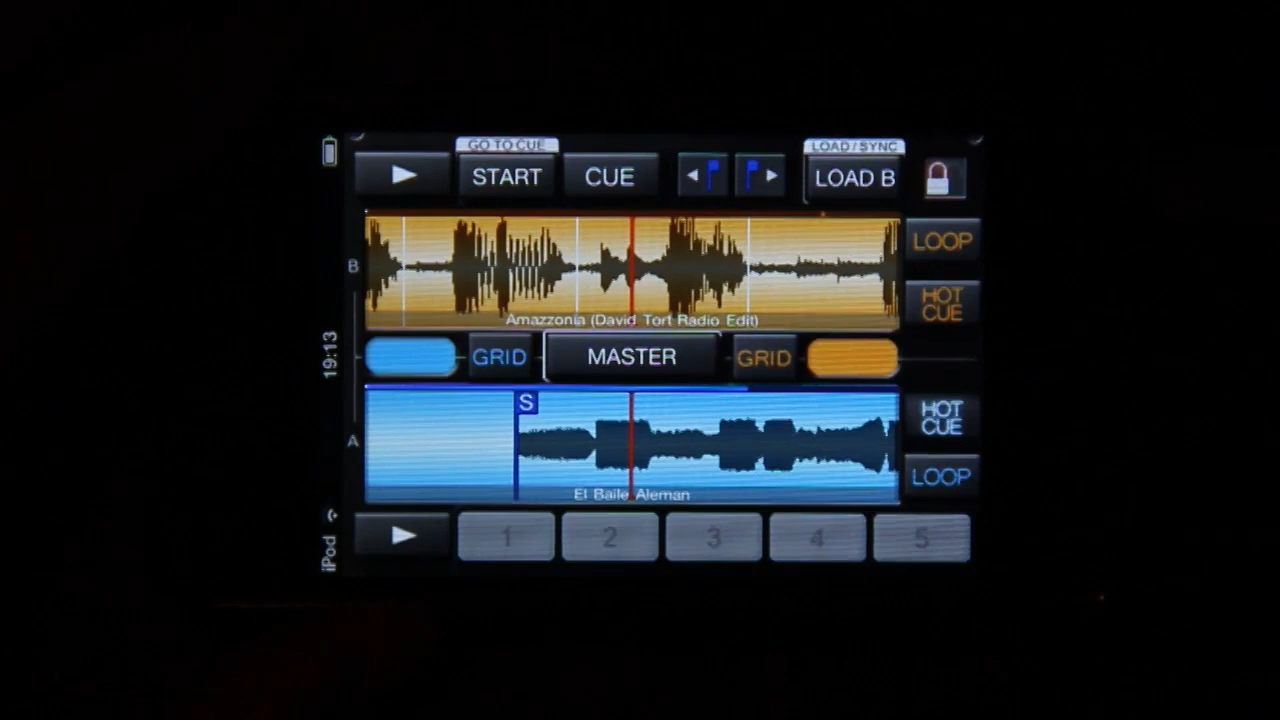 GO TO CUE
LOAD / SYNC
START
CUE
LOAD B
LOOP
B
HOT
CUE
Amazzonia (David Tort Radio Edit)
19:13
GRID
MASTER
GRID
S
HOT
CUE
A
LOOP
El Baile Aleman
iPod
1
2
3
4
5